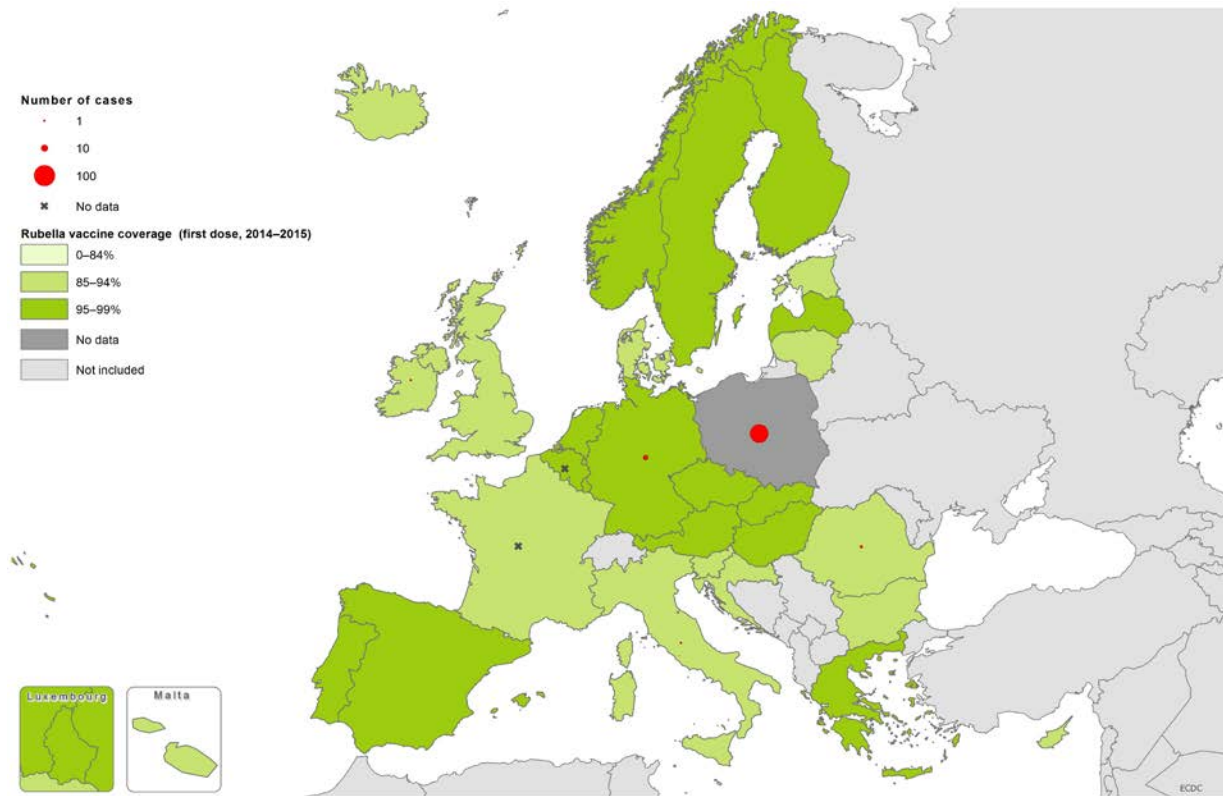 Number of cases
1
10
100
No data
Rubella vaccine coverage (first dose, 2014–2015)
0–84%
85–94%
95–99%
No data
Not included
Luxembourg
Malta
ECDC